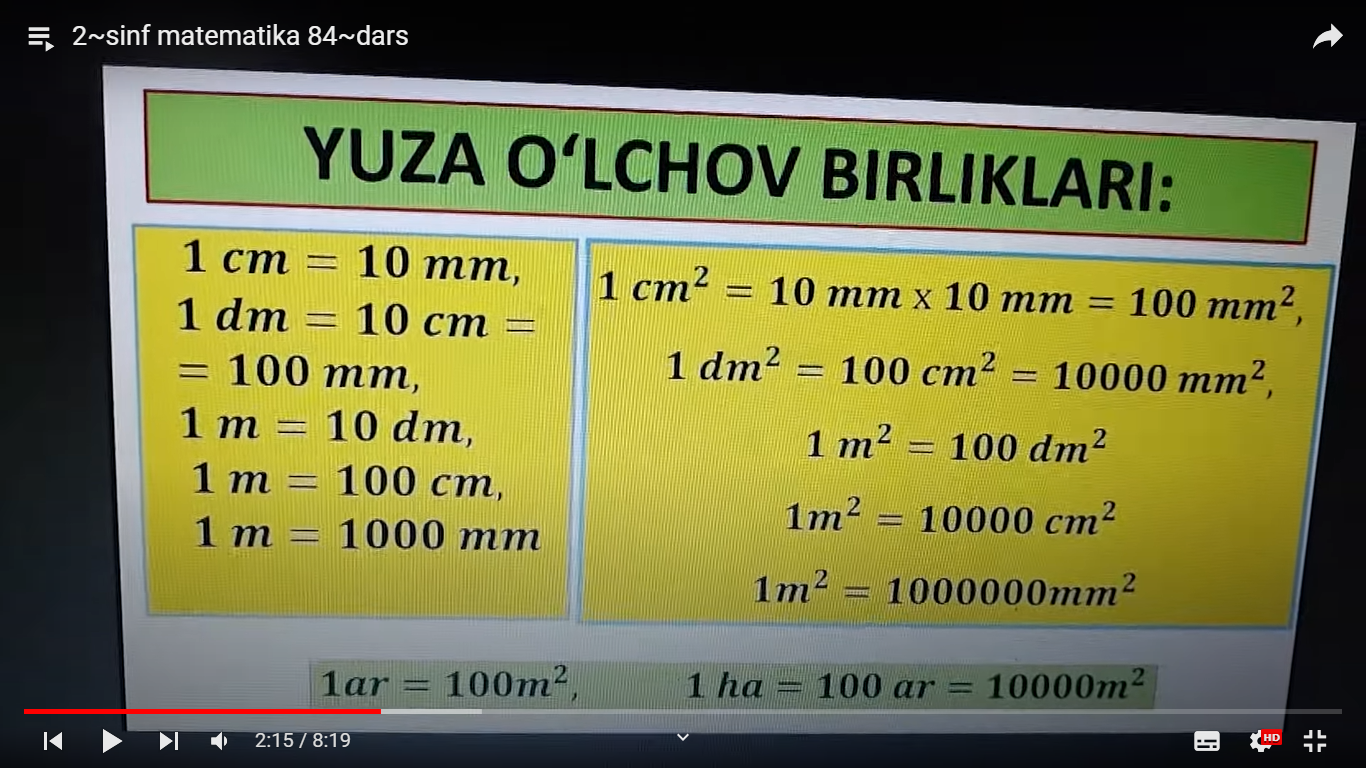 2~sinf matematika 84~dars
YUZA O‘LCHOV BIRLIKLARI:
1 cm = 10 mm,
1 dm = 10 cm =
= 100 mm,
1 m = 10 dm,
1 m = 100 cm,
1 m = 1000 mm
1 cm² = 10 mm x 10 mm = 100 mm²,
1 dm² = 100 cm² = 10000 mm²,
1 m² = 100 dm²
1m² = 10000 cm²
1m² = 1000000mm²
1ar = 100m², 1 ha = 100 ar = 10000m²
2:15 / 8:19
HD